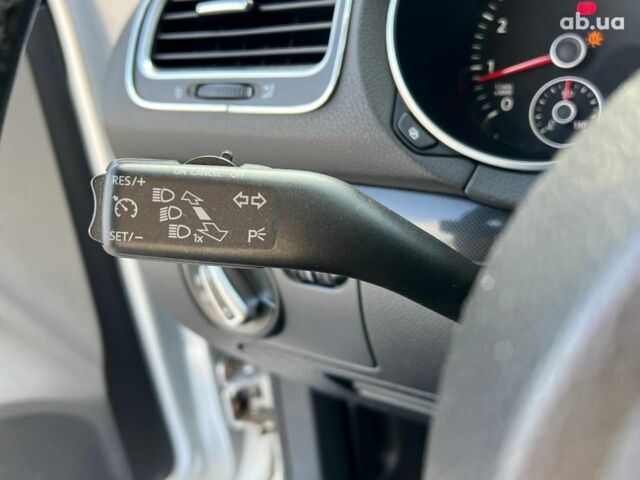 ab.ua
2
1
0
ON CANCEL OFF
RES/+
SET/-
1x
P